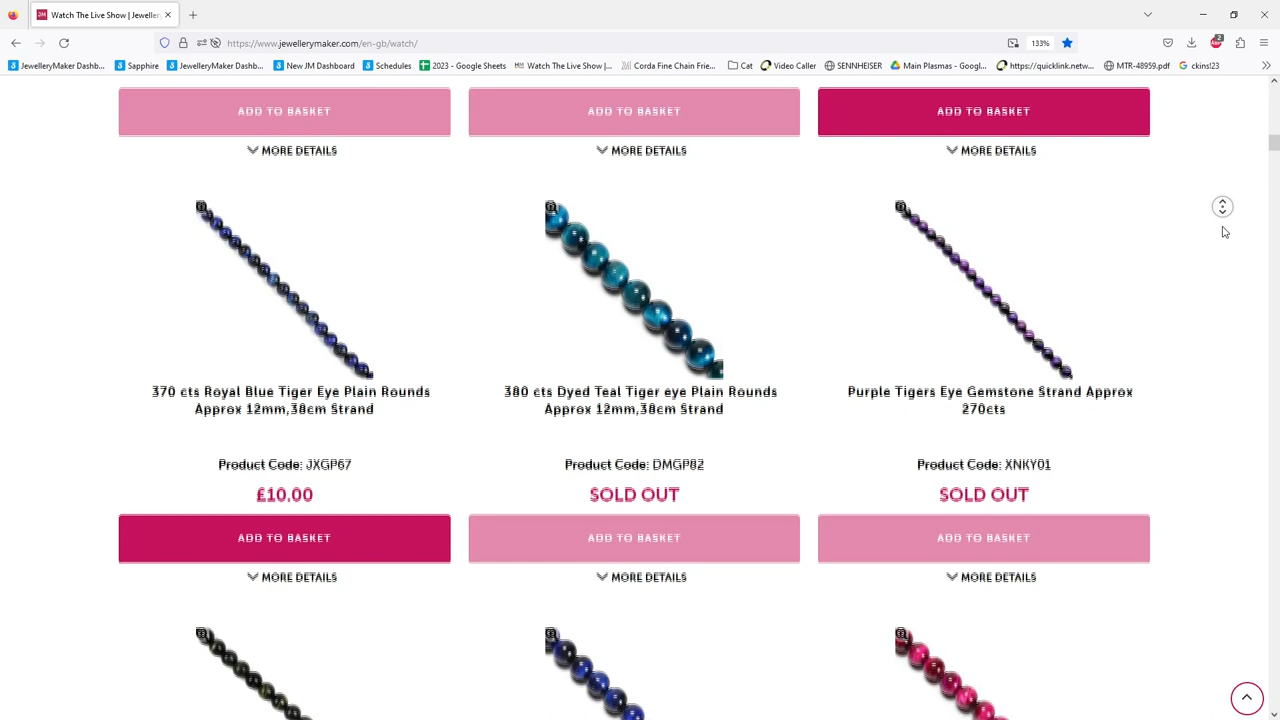 Watch The Live Show | Jeweller
https://www.jewellerymaker.com/en-gb/watch/
133%
2
JewelleryMaker Dashb...
Sapphire
JewelleryMaker Dashb...
New JM Dashboard
Schedules
2023 - Google Sheets
Watch The Live Show |...
Corda Fine Chain Frie...
Cat
Video Caller
SENNHEISER
Main Plasmas - Googl...
https://quicklink.netw...
MTR-48959.pdf
ckins!23
ADD TO BASKET ADD TO BASKET ADD TO BASKET
MORE DETAILS MORE DETAILS MORE DETAILS
370 cts Royal Blue Tiger Eye Plain Rounds
Approx 12mm,38cm Strand
380 cts Dyed Teal Tiger eye Plain Rounds
Approx 12mm,38cm Strand
Purple Tigers Eye Gemstone Strand Approx
270cts
Product Code: JXGP67 Product Code: DMGP82 Product Code: XNKY01
£10.00 SOLD OUT SOLD OUT
ADD TO BASKET ADD TO BASKET ADD TO BASKET
MORE DETAILS MORE DETAILS MORE DETAILS